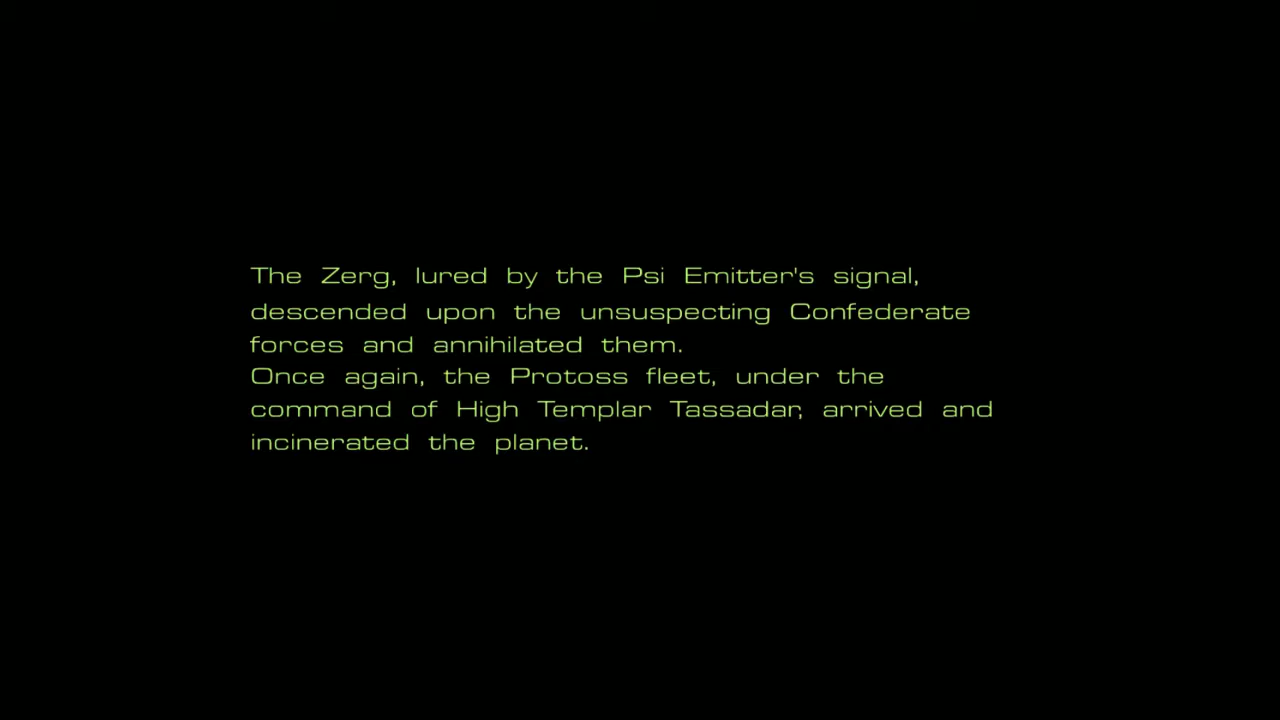 The Zerg, lured by the Psi Emitter's signal,
descended upon the unsuspecting Confederate
forces and annihilated them.
Once again, the Protoss fleet, under the
command of High Templar Tassadar, arrived and
incinerated the planet.